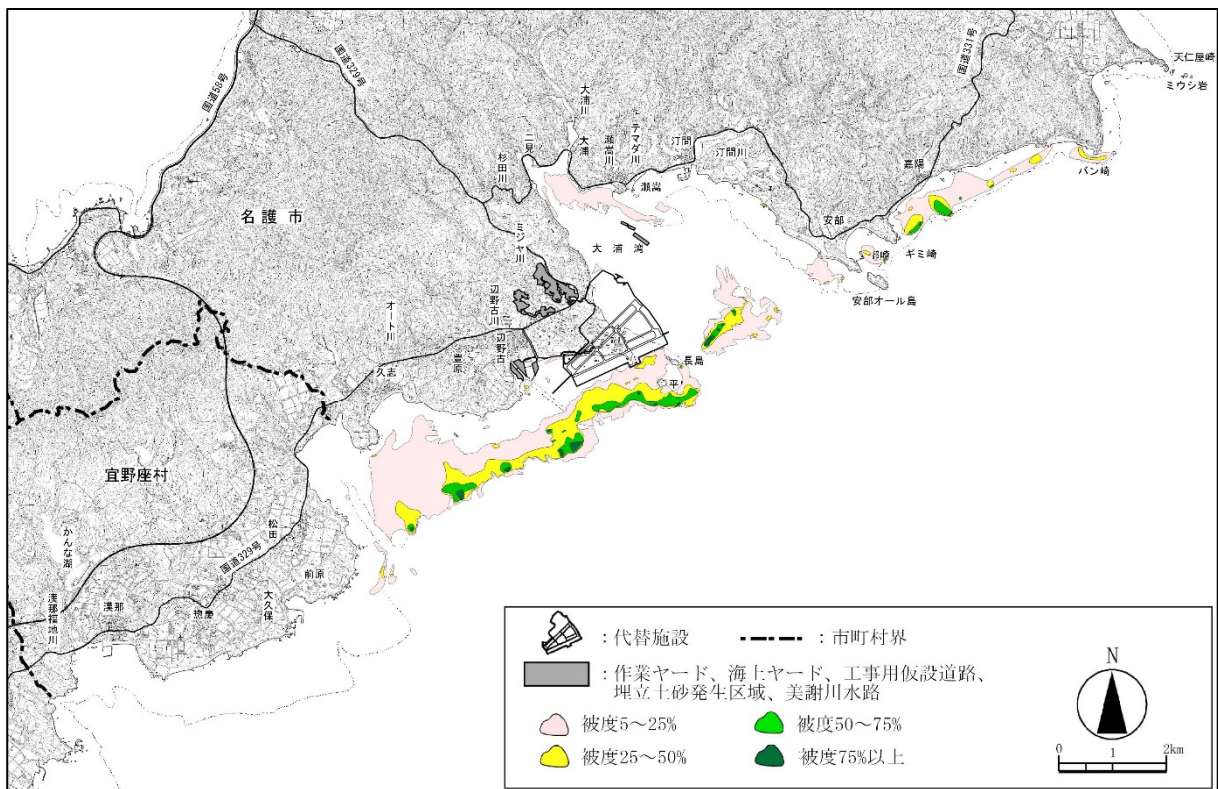 国道58号
国道329号
国道331号
天仁屋崎
ミウシ岩
バン崎
嘉陽
ギミ崎
安部
安部オール島
汀間川
汀間
テマダ川
瀬嵩川
瀬嵩
大浦川
大浦
二見
杉田川
大浦湾
名護市
ミジャ川
辺野古川
辺野古
オート川
久志
豊原
長島
平
宜野座村
かんな湖
松田
国道329号
前原
大久保
惣慶
漢那
漢那福地川
:代替施設
:市町村界
:作業ヤード、海上ヤード、工事用仮設道路、
埋立土砂発生区域、美謝川水路
被度5~25%
被度50~75%
被度25~50%
被度75%以上
N
0 1 2km